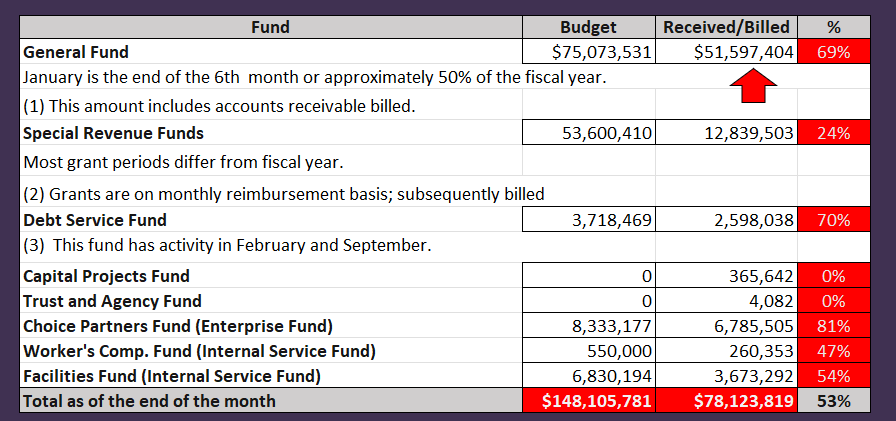 Fund Budget Received/Billed %
General Fund $75,073,531 $51,597,404 69%
January is the end of the 6th month or approximately 50% of the fiscal year.
(1) This amount includes accounts receivable billed.
Special Revenue Funds 53,600,410 12,839,503 24%
Most grant periods differ from fiscal year.
(2) Grants are on monthly reimbursement basis; subsequently billed
Debt Service Fund 3,718,469 2,598,038 70%
(3) This fund has activity in February and September.
Capital Projects Fund 0 365,642 0%
Trust and Agency Fund 0 4,082 0%
Choice Partners Fund (Enterprise Fund) 8,333,177 6,785,505 81%
Worker's Comp. Fund (Internal Service Fund) 550,000 260,353 47%
Facilities Fund (Internal Service Fund) 6,830,194 3,673,292 54%
Total as of the end of the month $148,105,781 $78,123,819 53%